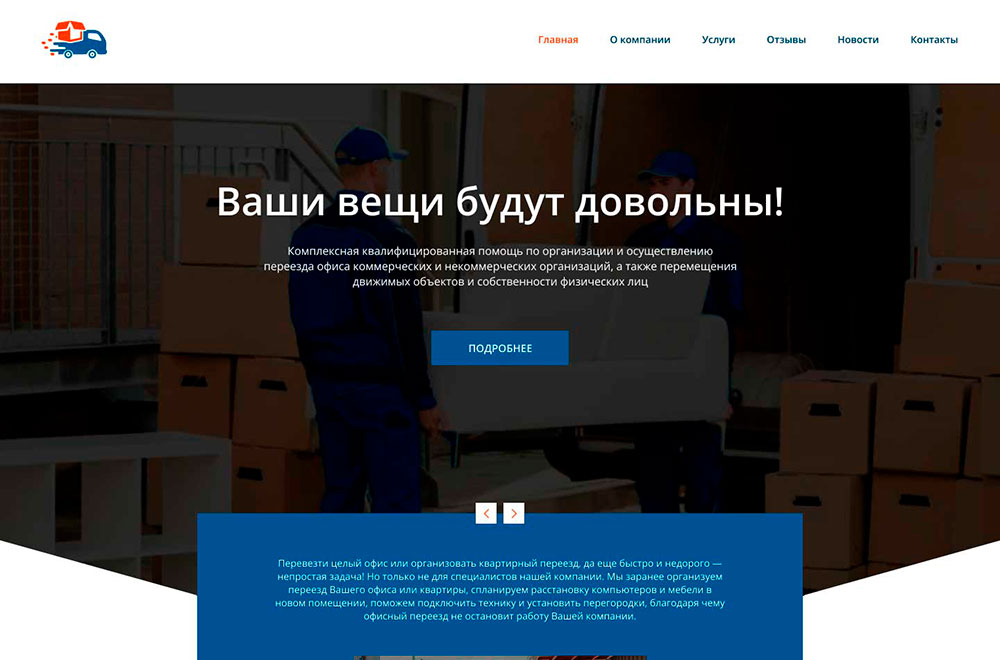 Главная О компании Услуги Отзывы Новости Контакты
Ваши вещи будут довольны!
Комплексная квалифицированная помощь по организации и осуществлению
переезда офиса коммерческих и некоммерческих организаций, а также перемещения
движимых объектов и собственности физических лиц
ПОДРОБНЕЕ
Перевезти целый офис или организовать квартирный переезд, да еще быстро и недорого —
непростая задача! Но только не для специалистов нашей компании. Мы заранее организуем
переезд Вашего офиса или квартиры, спланируем расстановку компьютеров и мебели в
новом помещении, поможем подключить технику и установить перегородки, благодаря чему
офисный переезд не остановит работу Вашей компании.